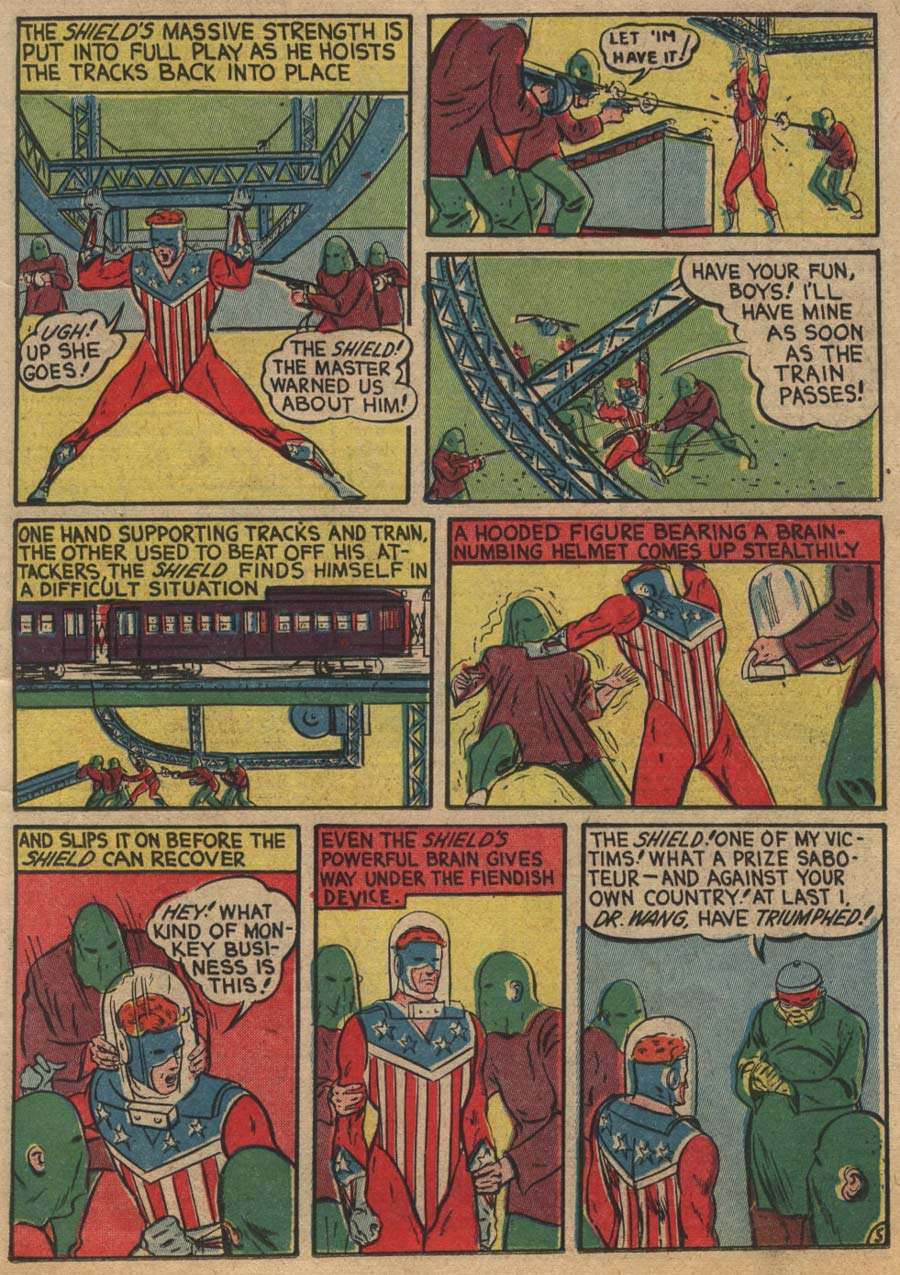 THE SHIELD'S MASSIVE STRENGTH IS
PUT INTO FULL PLAY AS HE HOISTS
THE TRACKS BACK INTO PLACE
UGH!
UP SHE
GOES!
THE SHIELD!
THE MASTER
WARNED US
ABOUT HIM!
LET 'IM
HAVE IT!
HAVE YOUR FUN,
BOYS! I'LL
HAVE MINE
AS SOON
AS THE
TRAIN
PASSES!
ONE HAND SUPPORTING TRACKS AND TRAIN,
THE OTHER USED TO BEAT OFF HIS AT-
TACKERS, THE SHIELD FINDS HIMSELF IN
A DIFFICULT SITUATION
A HOODED FIGURE BEARING A BRAIN-
NUMBING HELMET COMES UP STEALTHILY
AND SLIPS IT ON BEFORE THE
SHIELD CAN RECOVER
HEY! WHAT
KIND OF MON-
KEY BUSI-
NESS IS
THIS!
EVEN THE SHIELD'S
POWERFUL BRAIN GIVES
WAY UNDER THE FIENDISH
DEVICE.
THE SHIELD! ONE OF MY VIC-
TIMS! WHAT A PRIZE SABO-
TEUR—AND AGAINST YOUR
OWN COUNTRY! AT LAST I,
DR. WANG, HAVE TRIUMPHED!
5